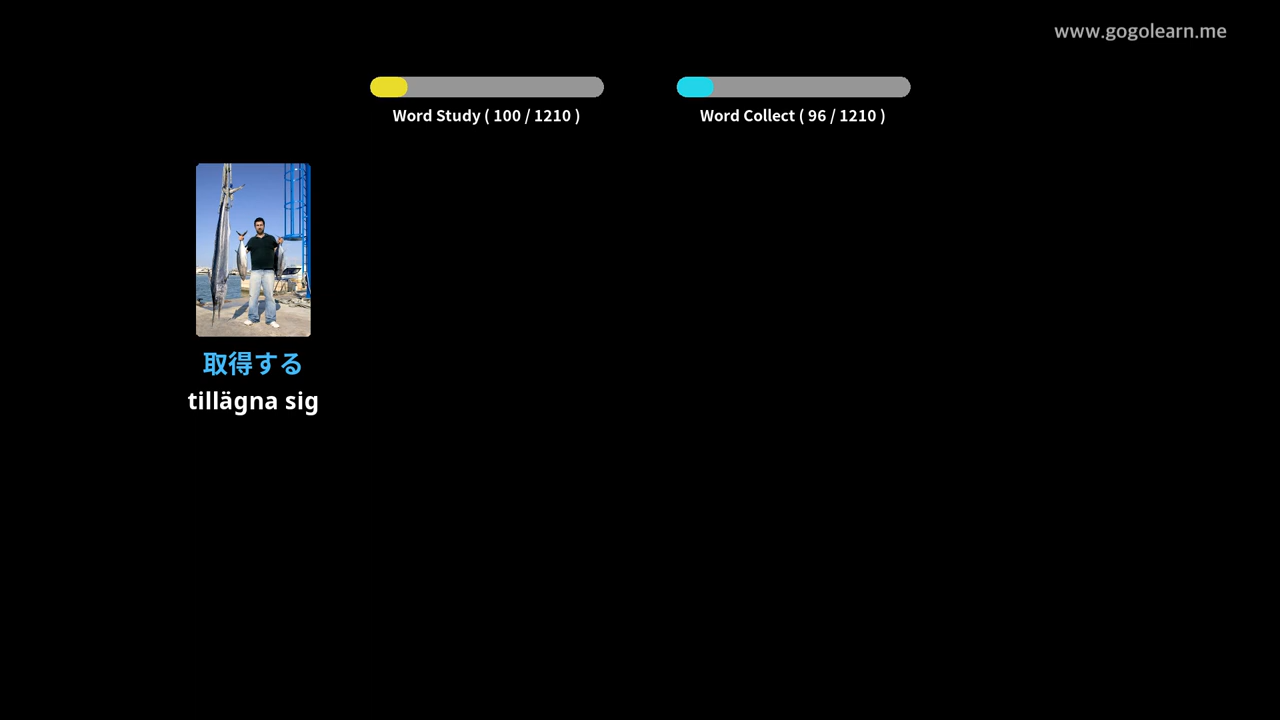 www.gogolearn.me
Word Study ( 100 / 1210 )
Word Collect ( 96 / 1210 )
取得する
tillägna sig